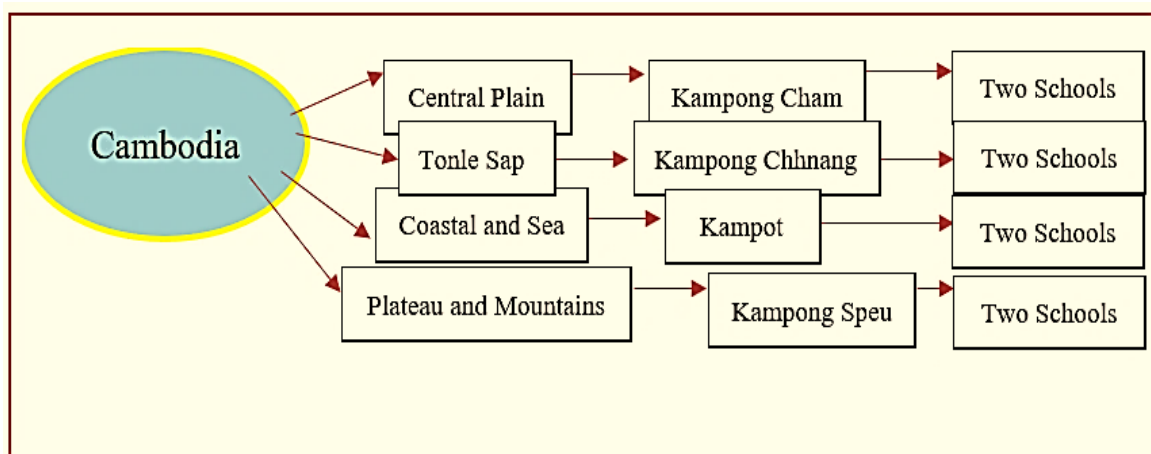 Cambodia
Central Plain
Kampong Cham
Two Schools
Tonle Sap
Kampong Chhnang
Two Schools
Coastal and Sea
Kampot
Two Schools
Plateau and Mountains
Kampong Speu
Two Schools